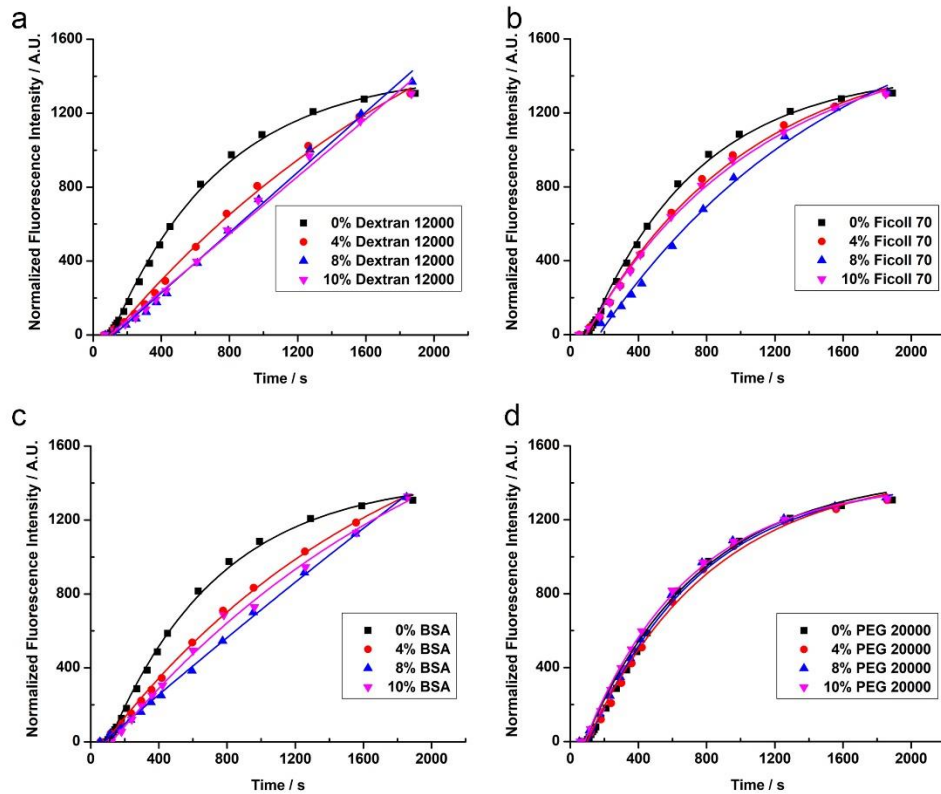 a
Normalized Fluorescence Intensity / A.U.
1600
1200
800
400
0
0% Dextran 12000
4% Dextran 12000
8% Dextran 12000
10% Dextran 12000
0 400 800 1200 1600 2000
Time / s
b
Normalized Fluorescence Intensity / A.U.
1600
1200
800
400
0
0% Ficoll 70
4% Ficoll 70
8% Ficoll 70
10% Ficoll 70
0 400 800 1200 1600 2000
Time / s
c
Normalized Fluorescence Intensity / A.U.
1600
1200
800
400
0
0% BSA
4% BSA
8% BSA
10% BSA
0 400 800 1200 1600 2000
Time / s
d
Normalized Fluorescence Intensity / A.U.
1600
1200
800
400
0
0% PEG 20000
4% PEG 20000
8% PEG 20000
10% PEG 20000
0 400 800 1200 1600 2000
Time / s